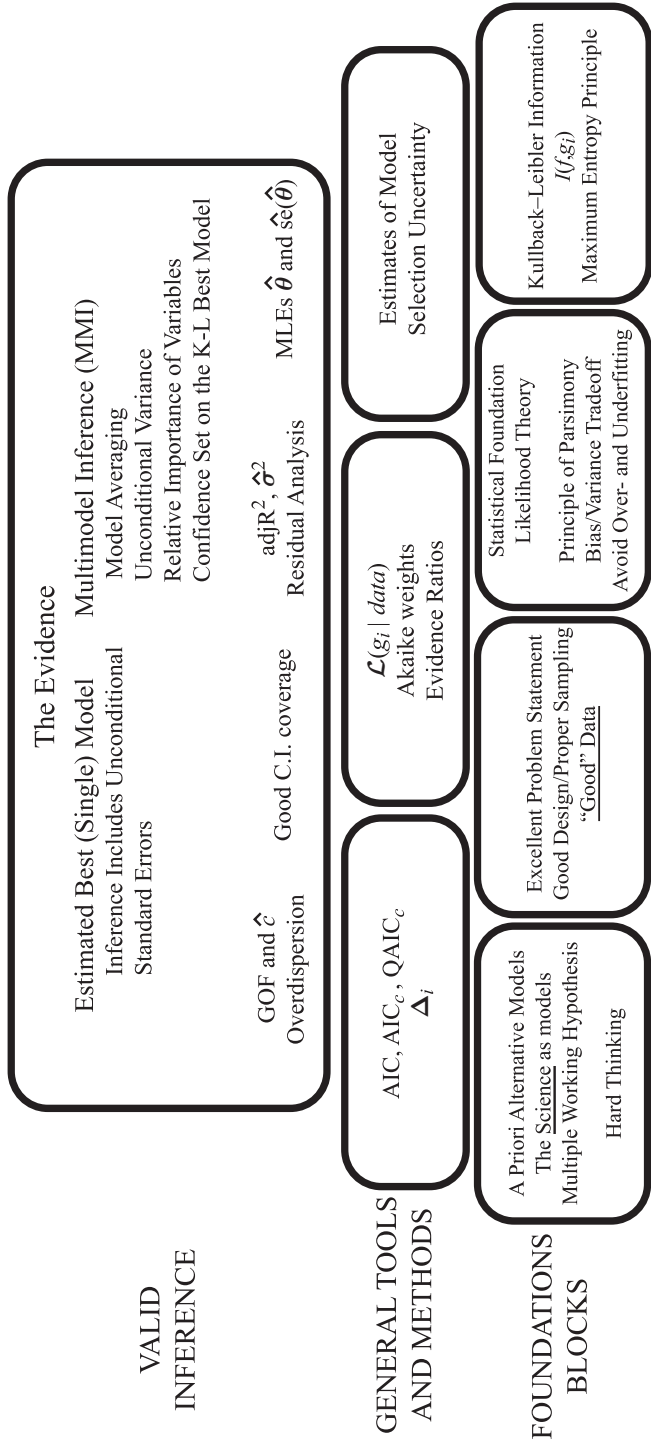 VALID
INFERENCE
The Evidence
Estimated Best (Single) Model
Inference Includes Unconditional
Standard Errors
Multimodel Inference (MMI)
Model Averaging
Unconditional Variance
Relative Importance of Variables
Confidence Set on the K-L Best Model
GOF and ĉ
Overdispersion
Good C.I. coverage
adjR², σ̂²
Residual Analysis
MLEs θ̂ and sê(θ̂)
GENERAL TOOLS
AND METHODS
AIC, AIC_c, QAIC_c
Δ_i
ℒ(g_i | data)
Akaike weights
Evidence Ratios
Estimates of Model
Selection Uncertainty
FOUNDATIONS
BLOCKS
A Priori Alternative Models
The Science as models
Multiple Working Hypothesis
Hard Thinking
Excellent Problem Statement
Good Design/Proper Sampling
“Good” Data
Statistical Foundation
Likelihood Theory
Principle of Parsimony
Bias/Variance Tradeoff
Avoid Over- and Underfitting
Kullback–Leibler Information
I(f,g_i)
Maximum Entropy Principle